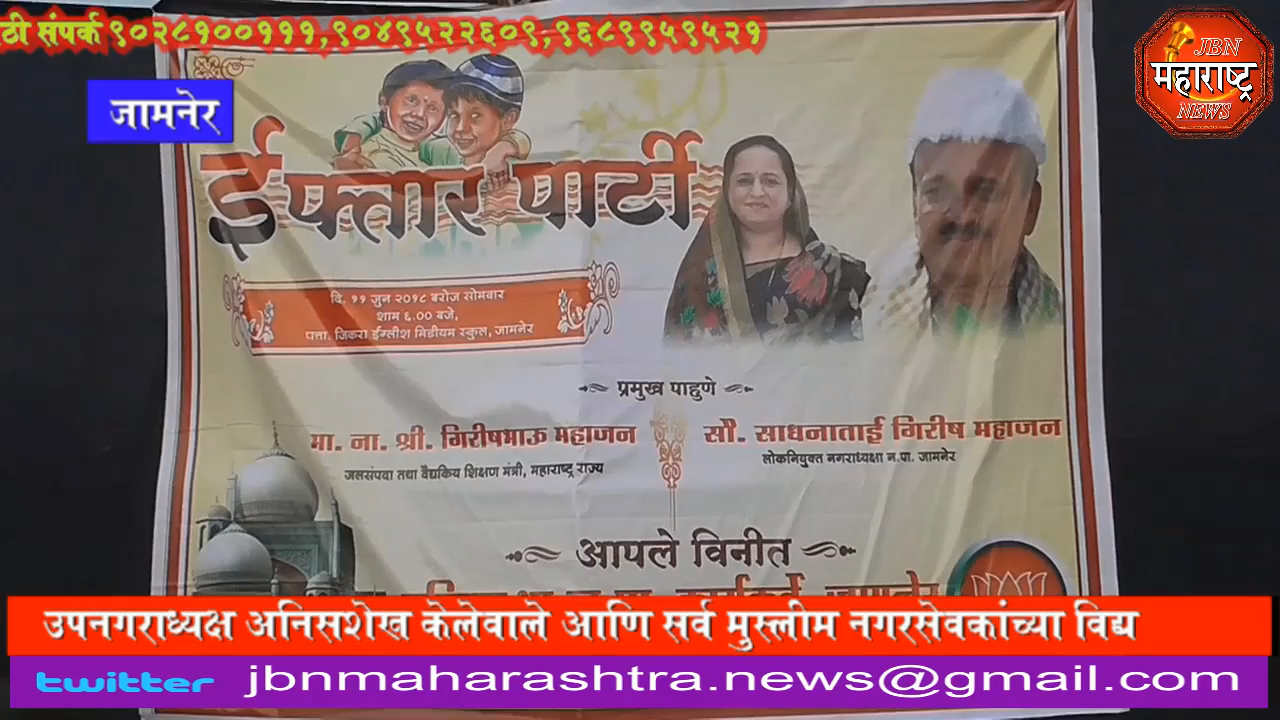 ठी संपर्क ९०२८१००१११,९०४९५२२६०९,९६८९९५९५२१
JBN
महाराष्ट्र
NEWS
जामनेर
ईफ्तार पार्टी
दि. ११ जुन २०१८ बरोज सोमवार
शाम ६.०० बजे,
पत्ता. जिकरा ईंग्लीश मिडीयम स्कुल, जामनेर
प्रमुख पाहुणे
मा. ना. श्री. गिरीषभाऊ महाजन
जलसंपदा तथा वैद्यकिय शिक्षण मंत्री, महाराष्ट्र राज्य
सौ. साधनाताई गिरीष महाजन
लोकनियुक्त नगराध्यक्षा न.पा. जामनेर
आपले विनीत
उपनगराध्यक्ष अनिसशेख केलेवाले आणि सर्व मुस्लीम नगरसेवकांच्या विद्य
twitter jbnmaharashtra.news@gmail.com